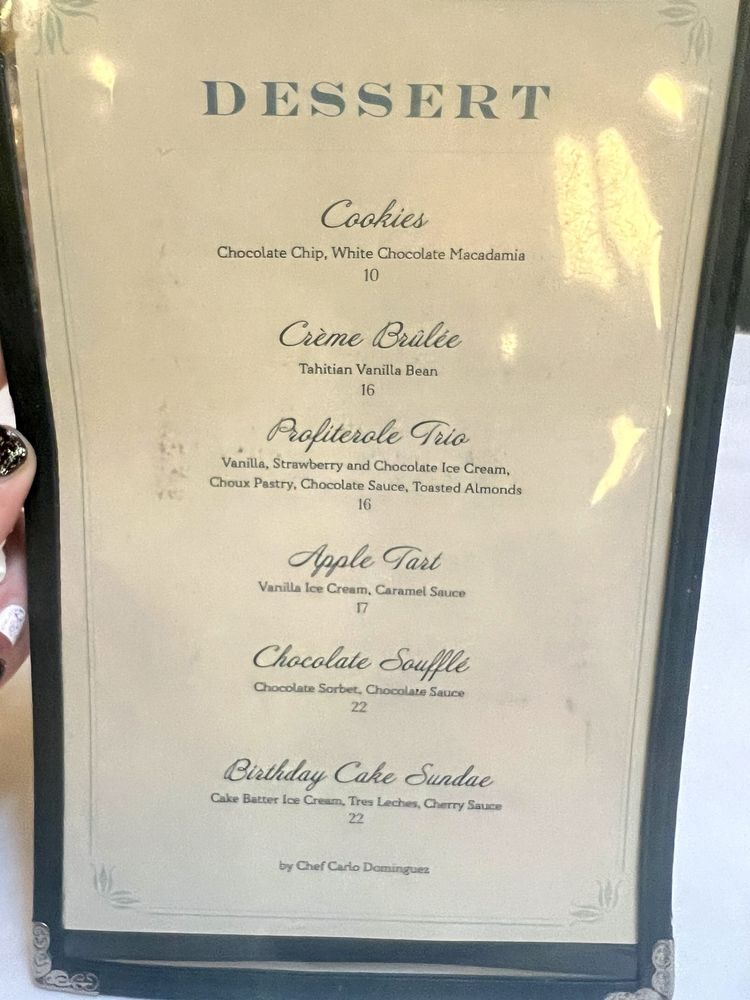 DESSERT
Cookies
Chocolate Chip, White Chocolate Macadamia
10
Crème Brûlée
Tahitian Vanilla Bean
16
Profiterole Trio
Vanilla, Strawberry and Chocolate Ice Cream,
Choux Pastry, Chocolate Sauce, Toasted Almonds
16
Apple Tart
Vanilla Ice Cream, Caramel Sauce
17
Chocolate Soufflé
Chocolate Sorbet, Chocolate Sauce
22
Birthday Cake Sundae
Cake Batter Ice Cream, Tres Leches, Cherry Sauce
22
by Chef Carlo Dominguez